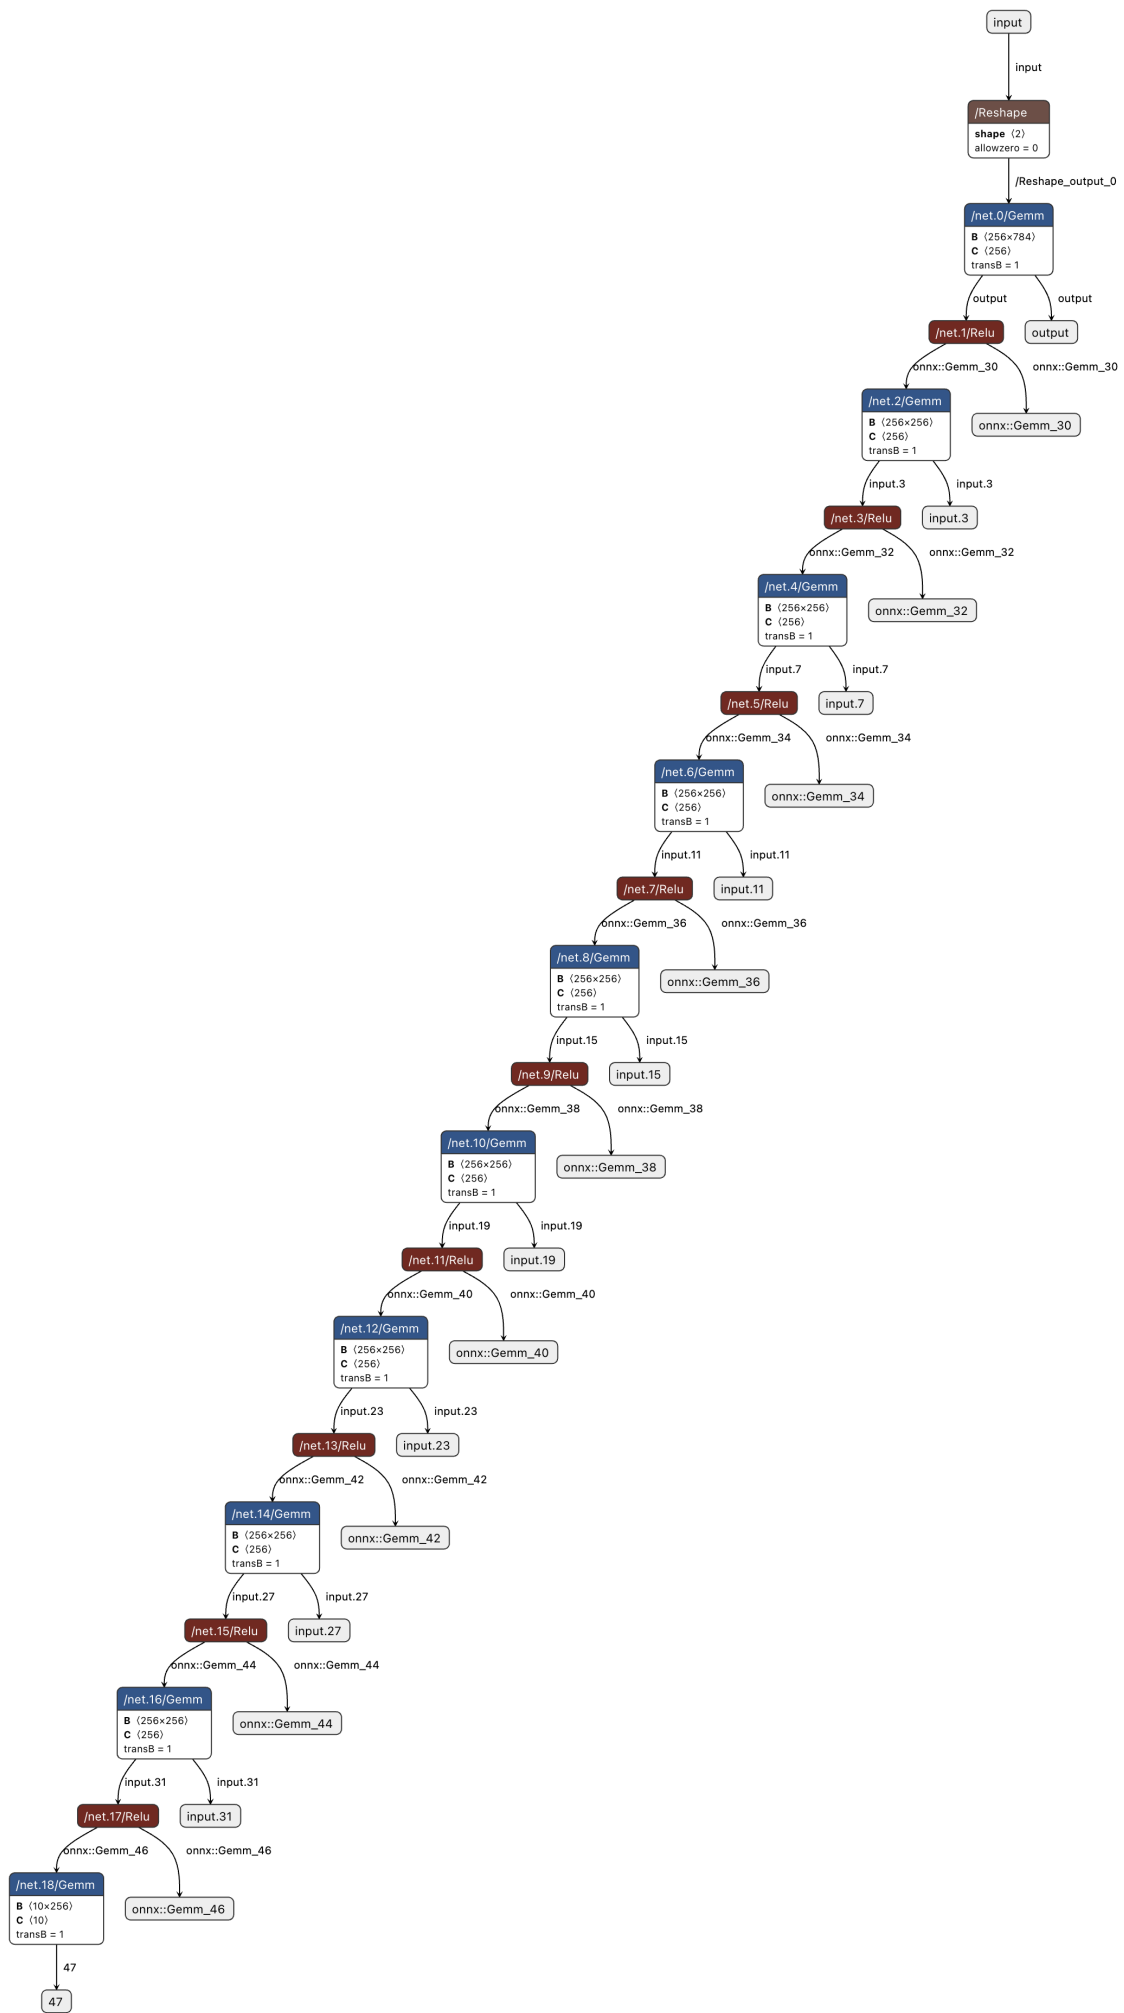 input
input
/Reshape
shape ⟨2⟩
allowzero = 0
/Reshape_output_0
/net.0/Gemm
B ⟨256×784⟩
C ⟨256⟩
transB = 1
output
output
/net.1/Relu
output
onnx::Gemm_30
onnx::Gemm_30
/net.2/Gemm
B ⟨256×256⟩
C ⟨256⟩
transB = 1
onnx::Gemm_30
input.3
input.3
/net.3/Relu
input.3
onnx::Gemm_32
onnx::Gemm_32
/net.4/Gemm
B ⟨256×256⟩
C ⟨256⟩
transB = 1
onnx::Gemm_32
input.7
input.7
/net.5/Relu
input.7
onnx::Gemm_34
onnx::Gemm_34
/net.6/Gemm
B ⟨256×256⟩
C ⟨256⟩
transB = 1
onnx::Gemm_34
input.11
input.11
/net.7/Relu
input.11
onnx::Gemm_36
onnx::Gemm_36
/net.8/Gemm
B ⟨256×256⟩
C ⟨256⟩
transB = 1
onnx::Gemm_36
input.15
input.15
/net.9/Relu
input.15
onnx::Gemm_38
onnx::Gemm_38
/net.10/Gemm
B ⟨256×256⟩
C ⟨256⟩
transB = 1
onnx::Gemm_38
input.19
input.19
/net.11/Relu
input.19
onnx::Gemm_40
onnx::Gemm_40
/net.12/Gemm
B ⟨256×256⟩
C ⟨256⟩
transB = 1
onnx::Gemm_40
input.23
input.23
/net.13/Relu
input.23
onnx::Gemm_42
onnx::Gemm_42
/net.14/Gemm
B ⟨256×256⟩
C ⟨256⟩
transB = 1
onnx::Gemm_42
input.27
input.27
/net.15/Relu
input.27
onnx::Gemm_44
onnx::Gemm_44
/net.16/Gemm
B ⟨256×256⟩
C ⟨256⟩
transB = 1
onnx::Gemm_44
input.31
input.31
/net.17/Relu
input.31
onnx::Gemm_46
onnx::Gemm_46
/net.18/Gemm
B ⟨10×256⟩
C ⟨10⟩
transB = 1
onnx::Gemm_46
47
47